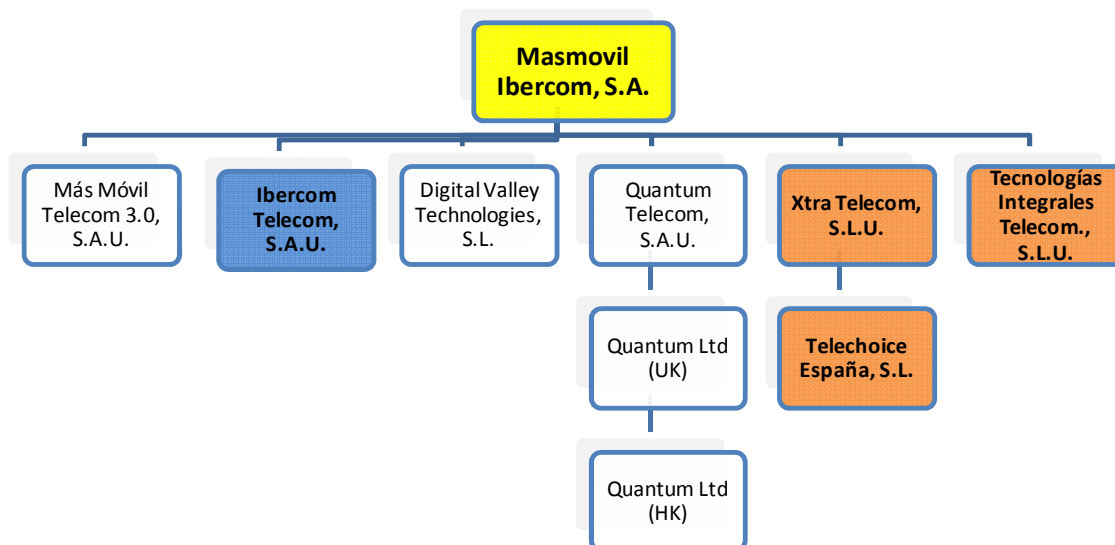 Masmovil
Ibercom, S.A.
Más Móvil
Telecom 3.0,
S.A.U.
Ibercom
Telecom,
S.A.U.
Digital Valley
Technologies,
S.L.
Quantum
Telecom,
S.A.U.
Xtra Telecom,
S.L.U.
Tecnologías
Integrales
Telecom.,
S.L.U.
Quantum Ltd
(UK)
Telechoice
España, S.L.
Quantum Ltd
(HK)